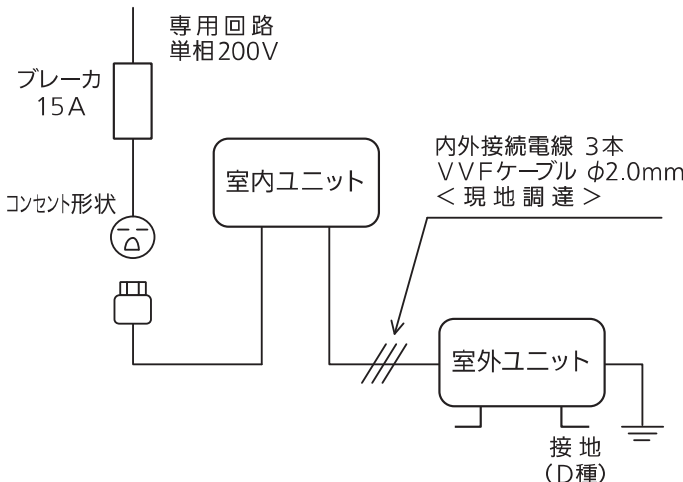 専用回路
単相200V
ブレーカ
15A
コンセント形状
室内ユニット
内外接続電線 3本
VVFケーブル φ2.0mm
＜現地調達＞
室外ユニット
接地
(D種)